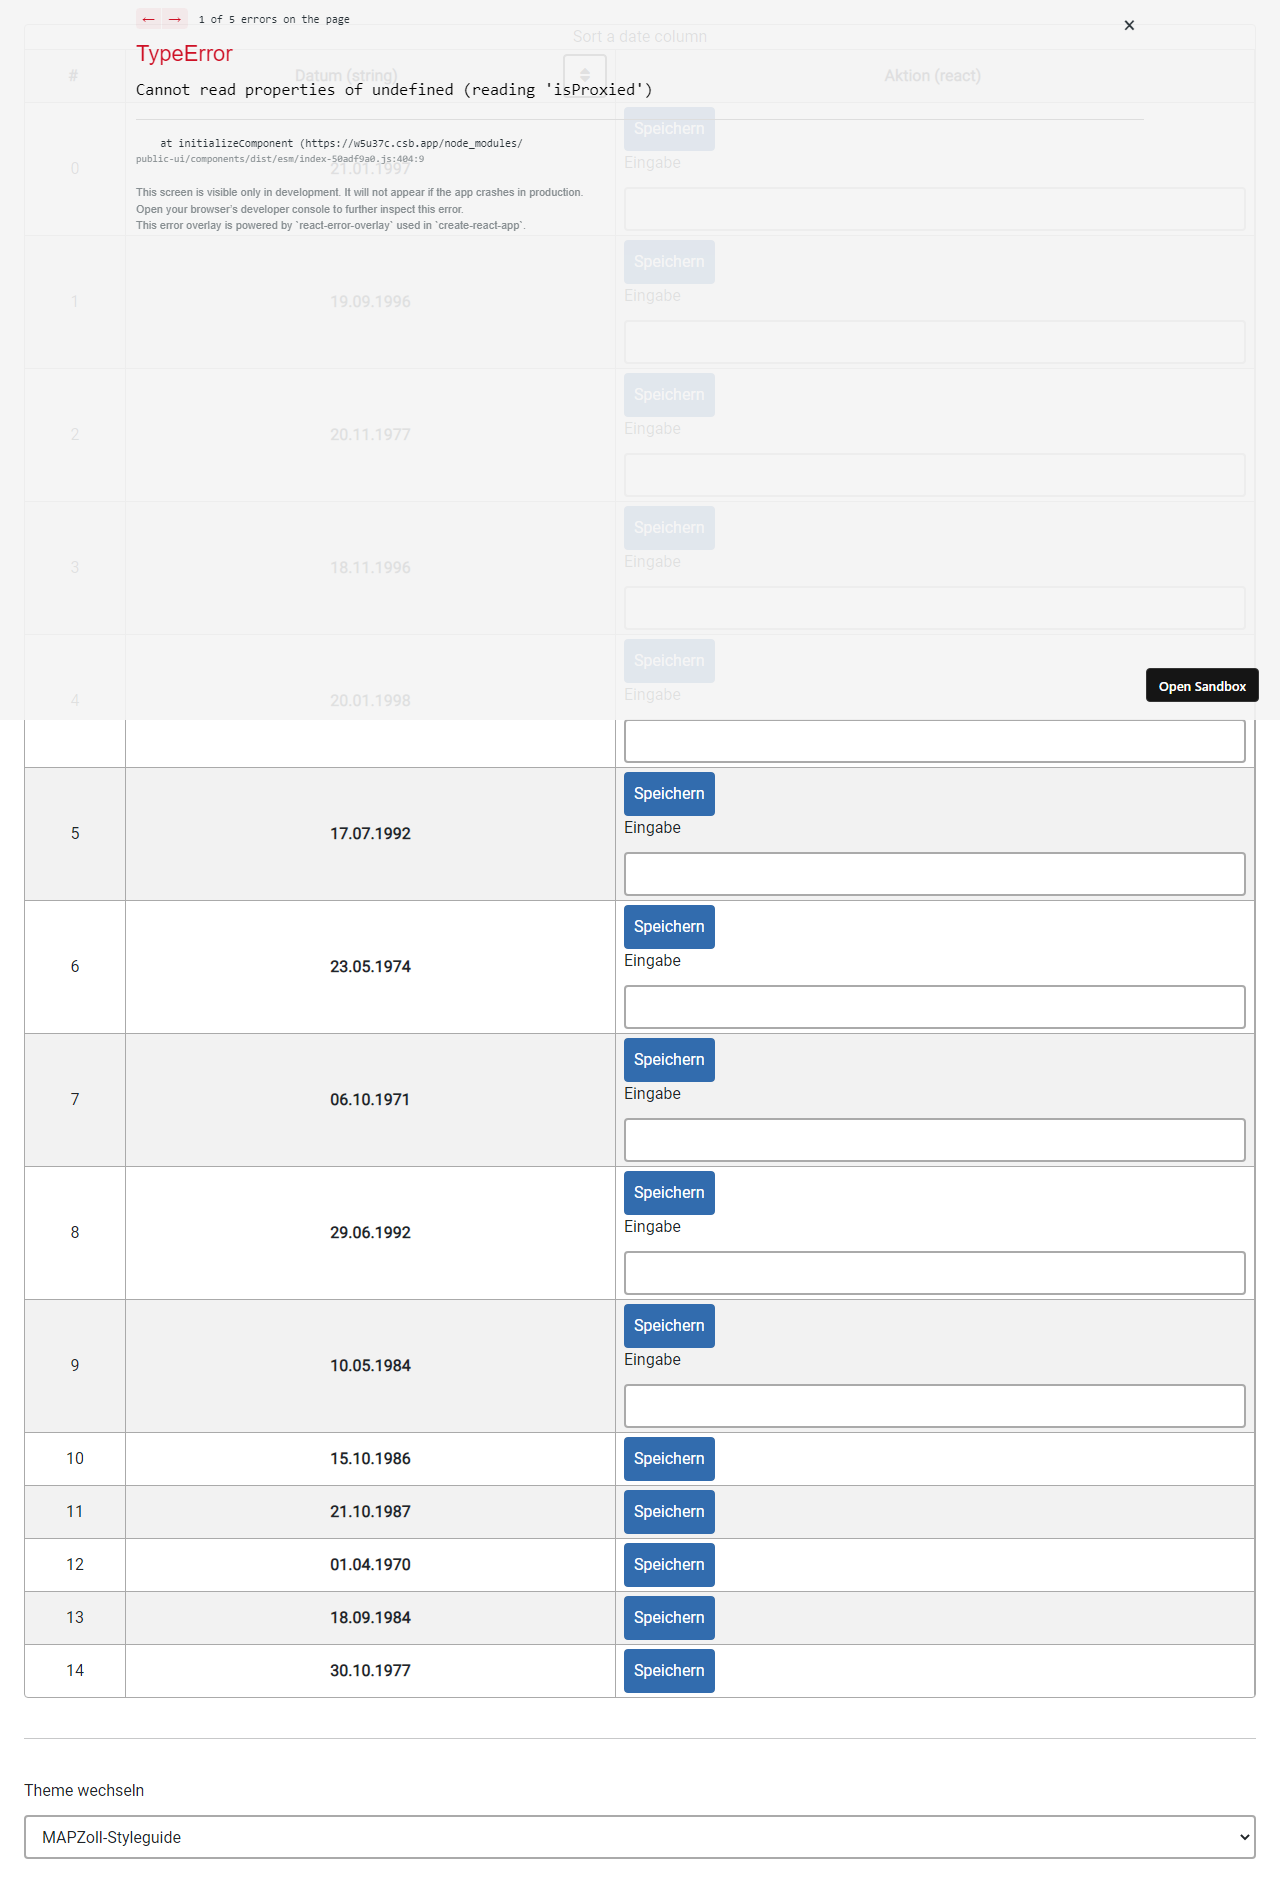 ← → 1 of 5 errors on the page
×
Sort a date column
TypeError
# Datum (string) Aktion (react)
Cannot read properties of undefined (reading 'isProxied')
Speichern
at initializeComponent (https://w5u37c.csb.app/node_modules/
public-ui/components/dist/esm/index-50adf9a0.js:404:9
Eingabe
0 21.01.1997
This screen is visible only in development. It will not appear if the app crashes in production.
Open your browser's developer console to further inspect this error.
This error overlay is powered by `react-error-overlay` used in `create-react-app`.
Speichern
Eingabe
1 19.09.1996
Speichern
Eingabe
2 20.11.1977
Speichern
Eingabe
3 18.11.1996
Speichern
Open Sandbox
Eingabe
4 20.01.1998
Speichern
Eingabe
5 17.07.1992
Speichern
Eingabe
6 23.05.1974
Speichern
Eingabe
7 06.10.1971
Speichern
Eingabe
8 29.06.1992
Speichern
Eingabe
9 10.05.1984
10 15.10.1986 Speichern
11 21.10.1987 Speichern
12 01.04.1970 Speichern
13 18.09.1984 Speichern
14 30.10.1977 Speichern
Theme wechseln
MAPZoll-Styleguide